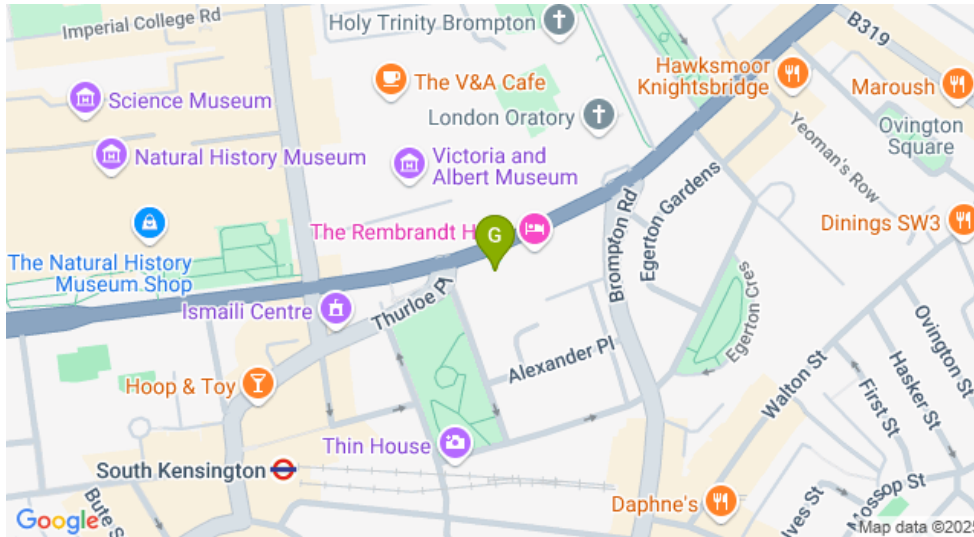 Imperial College Rd
Holy Trinity Brompton
B319
The V&A Cafe
Hawksmoor
Knightsbridge
Maroush
Science Museum
London Oratory
Ovington
Square
Natural History Museum
Victoria and
Albert Museum
Yeoman's Row
Egerton Gardens
Brompton Rd
Dinings SW3
The Rembrandt H
G
The Natural History
Museum Shop
Ismaili Centre
Thurloe Pl
Egerton Cres
Ovington St
Alexander Pl
Hoop & Toy
Walton St
Hasker St
First St
Thin House
South Kensington
Daphne's
Mossop St
Ives St
Bute S
Google
Map data ©2025